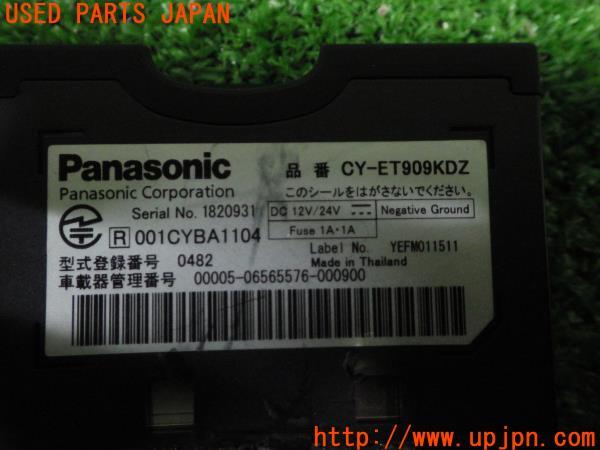 USED PARTS JAPAN
Panasonic
品番 CY-ET909KDZ
Panasonic Corporation
このシールをはがさないでください。
Serial No. 1820931
DC 12V/24V
Negative Ground
Fuse 1A・1A
R 001CYBA1104
Label No. YEFM011511
Made in Thailand
型式登録番号 0482
車載器管理番号 00005-06565576-000900
http://www.upjpn.com